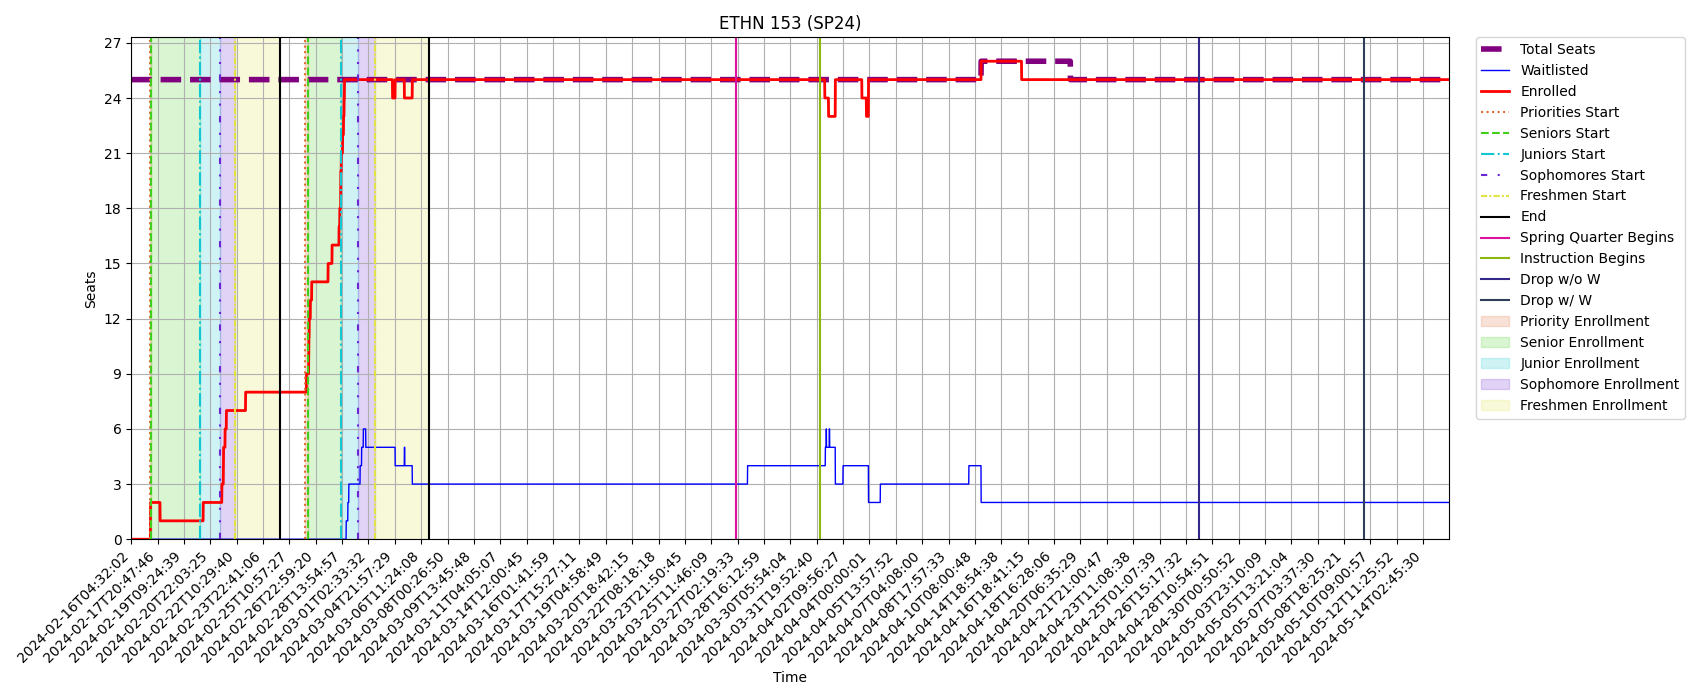 ETHN 153 (SP24)
27
24
21
18
15
12
9
6
3
0
Seats
2024-02-16T04:32:02
2024-02-17T20:47:46
2024-02-19T09:24:39
2024-02-20T22:03:25
2024-02-22T10:29:40
2024-02-23T22:41:06
2024-02-25T10:57:27
2024-02-26T22:59:20
2024-02-28T13:54:57
2024-03-01T02:33:32
2024-03-04T21:57:29
2024-03-06T11:24:08
2024-03-08T00:26:50
2024-03-09T13:45:48
2024-03-11T04:05:07
2024-03-14T12:00:45
2024-03-16T01:41:59
2024-03-17T15:27:11
2024-03-19T04:58:49
2024-03-20T18:42:15
2024-03-22T08:18:18
2024-03-23T21:50:45
2024-03-25T11:46:09
2024-03-27T02:19:33
2024-03-28T16:12:59
2024-03-30T05:54:04
2024-03-31T19:52:40
2024-04-02T09:56:27
2024-04-04T00:00:01
2024-04-05T13:57:52
2024-04-07T04:08:00
2024-04-08T17:57:33
2024-04-10T08:00:48
2024-04-14T18:54:38
2024-04-16T18:41:15
2024-04-18T16:28:06
2024-04-20T06:35:29
2024-04-21T21:00:47
2024-04-23T11:08:38
2024-04-25T01:07:39
2024-04-26T15:17:32
2024-04-28T10:54:51
2024-04-30T00:50:52
2024-05-03T23:10:09
2024-05-05T13:21:04
2024-05-07T03:37:30
2024-05-08T18:25:21
2024-05-10T09:00:57
2024-05-12T11:25:52
2024-05-14T02:45:30
Time
Total Seats
Waitlisted
Enrolled
Priorities Start
Seniors Start
Juniors Start
Sophomores Start
Freshmen Start
End
Spring Quarter Begins
Instruction Begins
Drop w/o W
Drop w/ W
Priority Enrollment
Senior Enrollment
Junior Enrollment
Sophomore Enrollment
Freshmen Enrollment